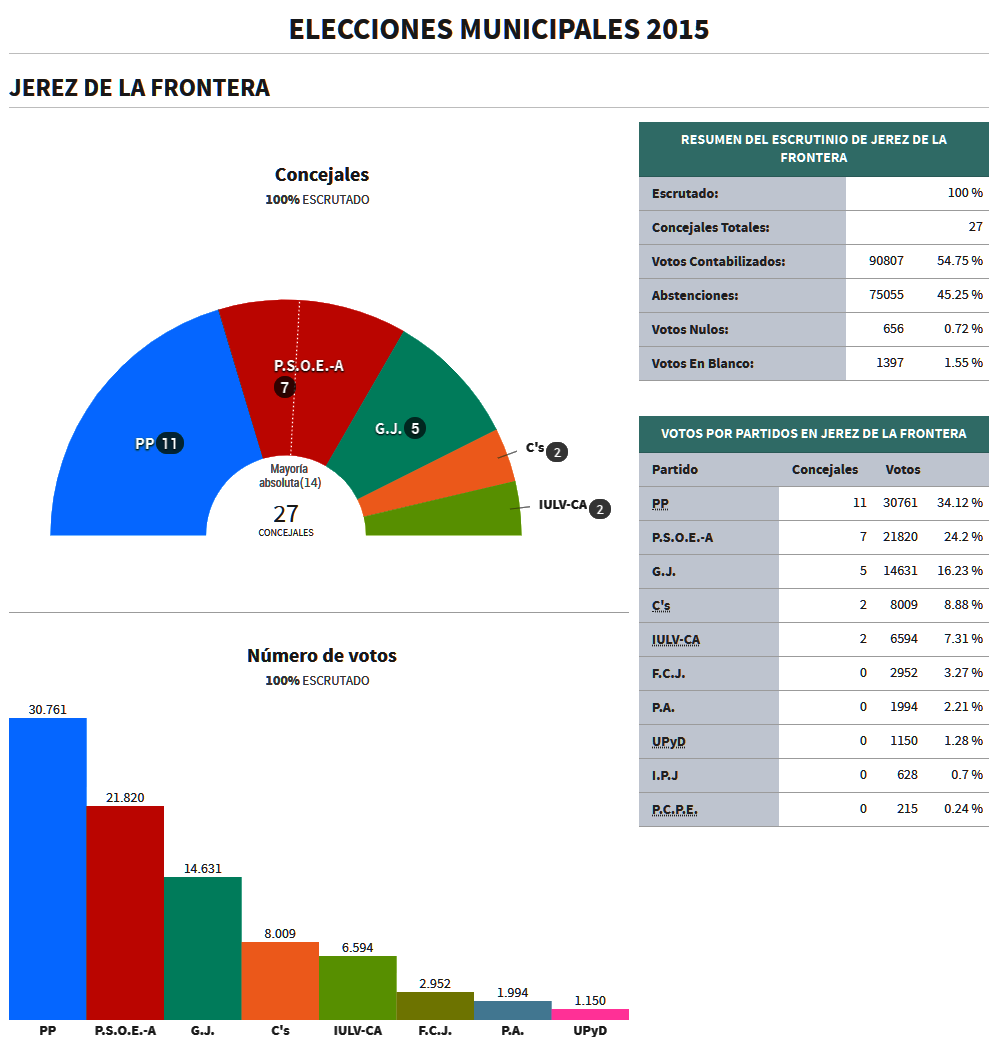 ELECCIONES MUNICIPALES 2015
JEREZ DE LA FRONTERA
Concejales
100% ESCRUTADO
P.S.O.E.-A
7
G.J. 5
PP 11
C's 2
Mayoría
absoluta(14)
27
CONCEJALES
IULV-CA 2
Número de votos
100% ESCRUTADO
30.761
21.820
14.631
8.009
6.594
2.952
1.994
1.150
PP P.S.O.E.-A G.J. C's IULV-CA F.C.J. P.A. UPyD
RESUMEN DEL ESCRUTINIO DE JEREZ DE LA
FRONTERA
Escrutado: 100 %
Concejales Totales: 27
Votos Contabilizados: 90807 54.75 %
Abstenciones: 75055 45.25 %
Votos Nulos: 656 0.72 %
Votos En Blanco: 1397 1.55 %
VOTOS POR PARTIDOS EN JEREZ DE LA FRONTERA
Partido Concejales Votos
PP 11 30761 34.12 %
P.S.O.E.-A 7 21820 24.2 %
G.J. 5 14631 16.23 %
C's 2 8009 8.88 %
IULV-CA 2 6594 7.31 %
F.C.J. 0 2952 3.27 %
P.A. 0 1994 2.21 %
UPyD 0 1150 1.28 %
I.P.J 0 628 0.7 %
P.C.P.E. 0 215 0.24 %